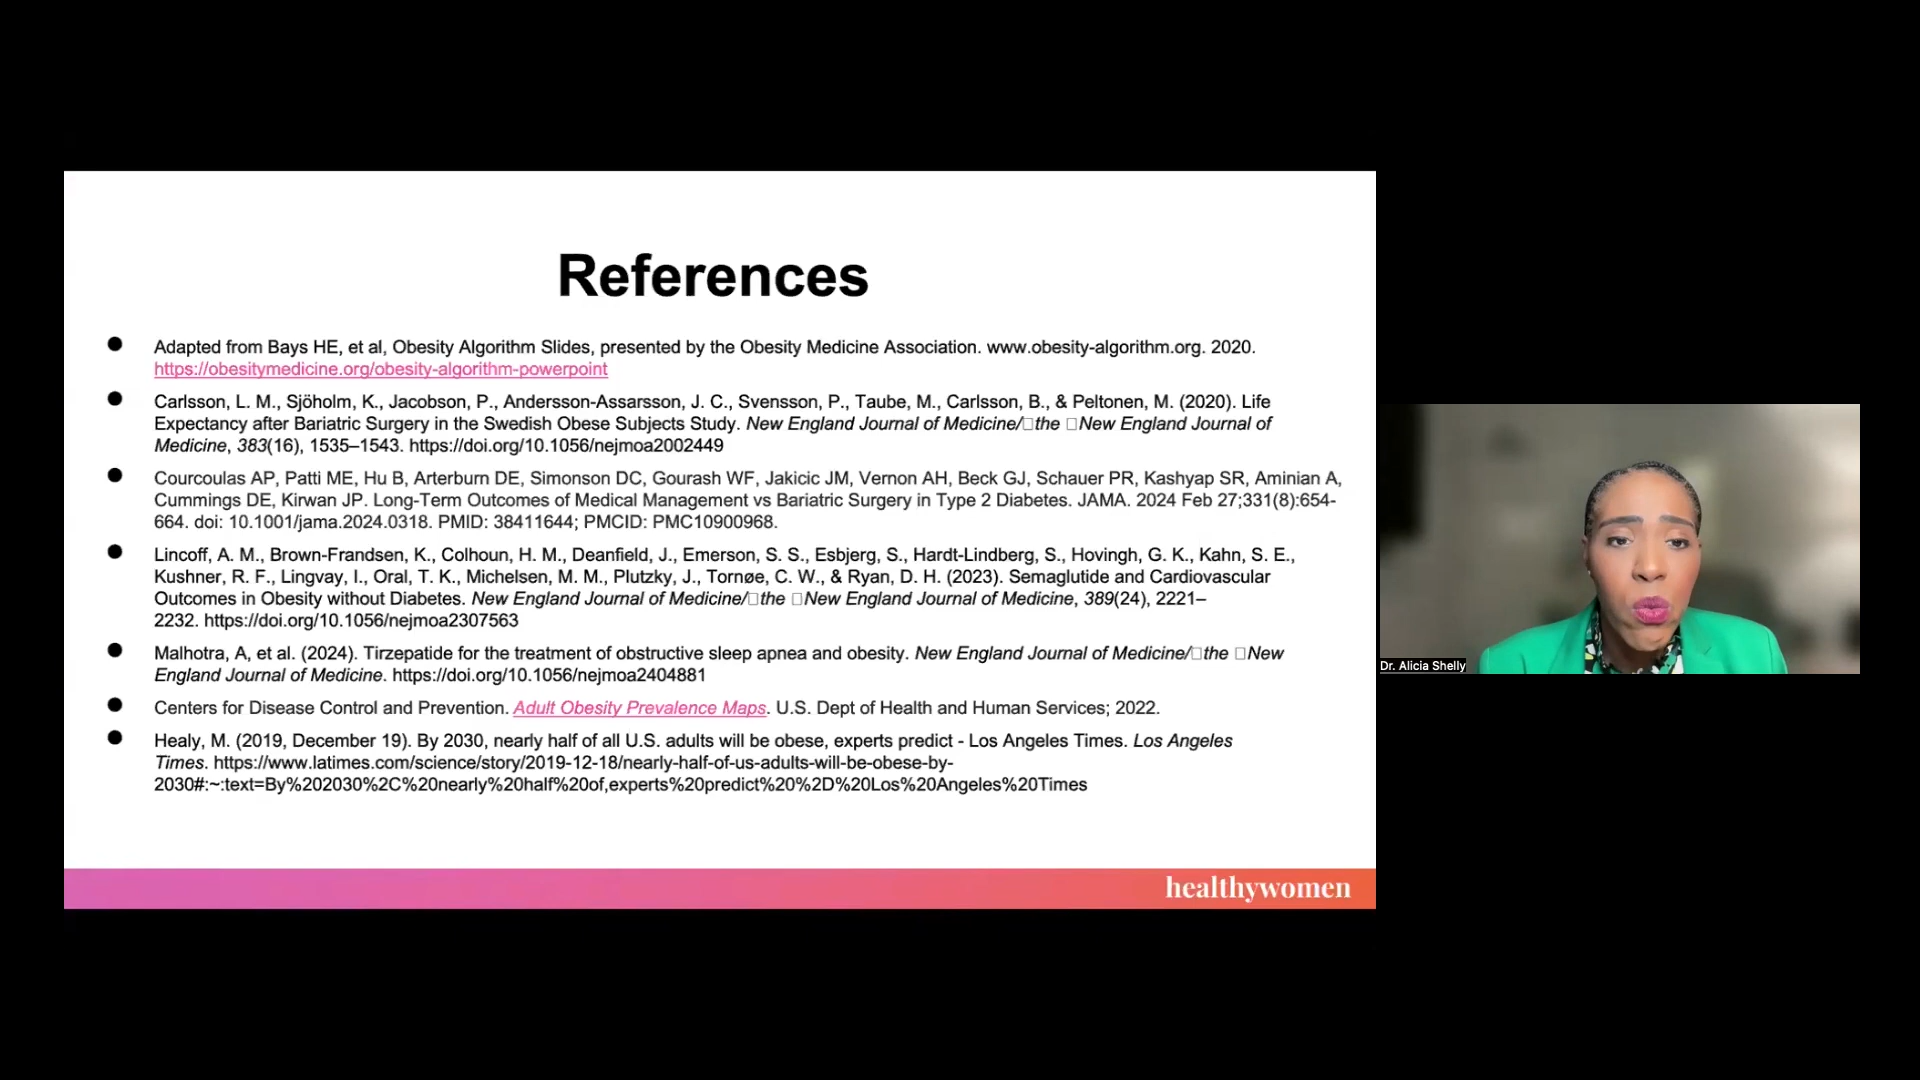 References
Adapted from Bays HE, et al, Obesity Algorithm Slides, presented by the Obesity Medicine Association. www.obesity-algorithm.org. 2020.
https://obesitymedicine.org/obesity-algorithm-powerpoint
Carlsson, L. M., Sjöholm, K., Jacobson, P., Andersson-Assarsson, J. C., Svensson, P., Taube, M., Carlsson, B., & Peltonen, M. (2020). Life
Expectancy after Bariatric Surgery in the Swedish Obese Subjects Study. New England Journal of Medicine/□the □New England Journal of
Medicine, 383(16), 1535–1543. https://doi.org/10.1056/nejmoa2002449
Courcoulas AP, Patti ME, Hu B, Arterburn DE, Simonson DC, Gourash WF, Jakicic JM, Vernon AH, Beck GJ, Schauer PR, Kashyap SR, Aminian A,
Cummings DE, Kirwan JP. Long-Term Outcomes of Medical Management vs Bariatric Surgery in Type 2 Diabetes. JAMA. 2024 Feb 27;331(8):654-
664. doi: 10.1001/jama.2024.0318. PMID: 38411644; PMCID: PMC10900968.
Lincoff, A. M., Brown-Frandsen, K., Colhoun, H. M., Deanfield, J., Emerson, S. S., Esbjerg, S., Hardt-Lindberg, S., Hovingh, G. K., Kahn, S. E.,
Kushner, R. F., Lingvay, I., Oral, T. K., Michelsen, M. M., Plutzky, J., Tornøe, C. W., & Ryan, D. H. (2023). Semaglutide and Cardiovascular
Outcomes in Obesity without Diabetes. New England Journal of Medicine/□the □New England Journal of Medicine, 389(24), 2221–
2232. https://doi.org/10.1056/nejmoa2307563
Malhotra, A, et al. (2024). Tirzepatide for the treatment of obstructive sleep apnea and obesity. New England Journal of Medicine/□the □New
England Journal of Medicine. https://doi.org/10.1056/nejmoa2404881
Centers for Disease Control and Prevention. Adult Obesity Prevalence Maps. U.S. Dept of Health and Human Services; 2022.
Healy, M. (2019, December 19). By 2030, nearly half of all U.S. adults will be obese, experts predict - Los Angeles Times. Los Angeles
Times. https://www.latimes.com/science/story/2019-12-18/nearly-half-of-us-adults-will-be-obese-by-
2030#:~:text=By%202030%2C%20nearly%20half%20of,experts%20predict%20%2D%20Los%20Angeles%20Times
healthywomen
Dr. Alicia Shelly